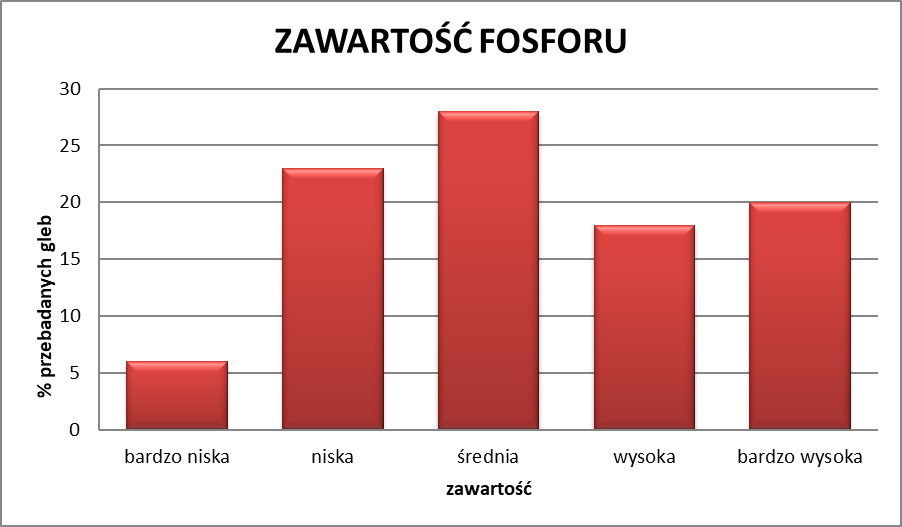 ZAWARTOŚĆ FOSFORU
% przebadanych gleb
30
25
20
15
10
5
0
bardzo niska
niska
średnia
wysoka
bardzo wysoka
zawartość